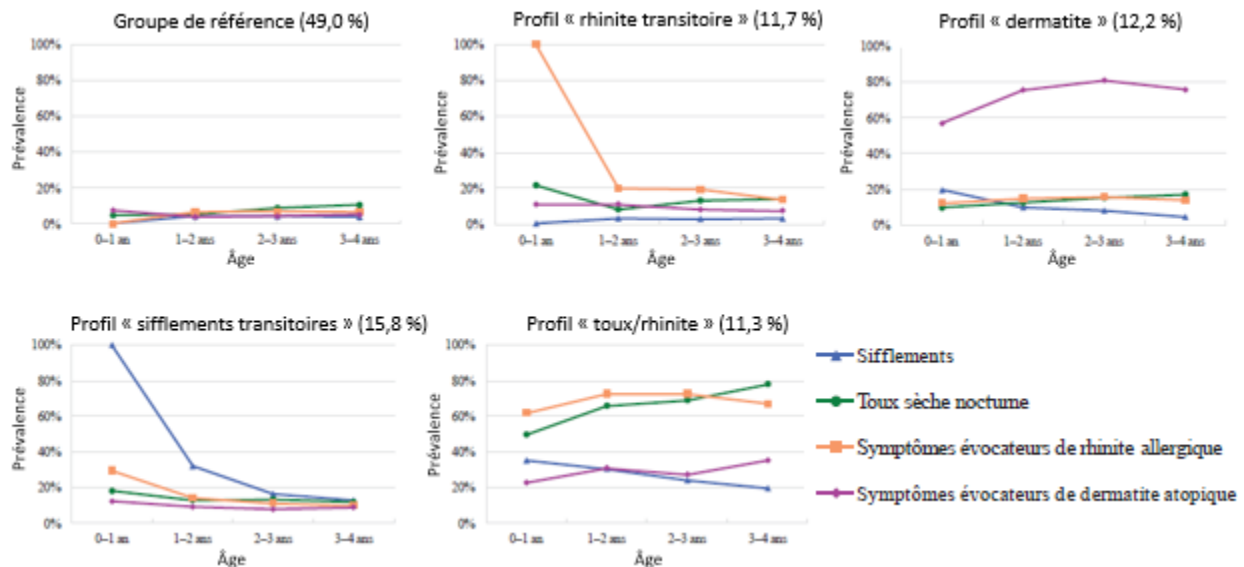 Groupe de référence (49,0 %)
100%
80%
60%
40%
20%
0%
Prévalence
0–1 an
1–2 ans
2–3 ans
3–4 ans
Âge
Profil « rhinite transitoire » (11,7 %)
100%
80%
60%
40%
20%
0%
Prévalence
0–1 an
1–2 ans
2–3 ans
3–4 ans
Âge
Profil « dermatite » (12,2 %)
100%
80%
60%
40%
20%
0%
Prévalence
0–1 an
1–2 ans
2–3 ans
3–4 ans
Âge
Profil « sifflements transitoires » (15,8 %)
100%
80%
60%
40%
20%
0%
Prévalence
0–1 an
1–2 ans
2–3 ans
3–4 ans
Âge
Profil « toux/rhinite » (11,3 %)
100%
80%
60%
40%
20%
0%
Prévalence
0–1 an
1–2 ans
2–3 ans
3–4 ans
Âge
Sifflements
Toux sèche nocturne
Symptômes évocateurs de rhinite allergique
Symptômes évocateurs de dermatite atopique